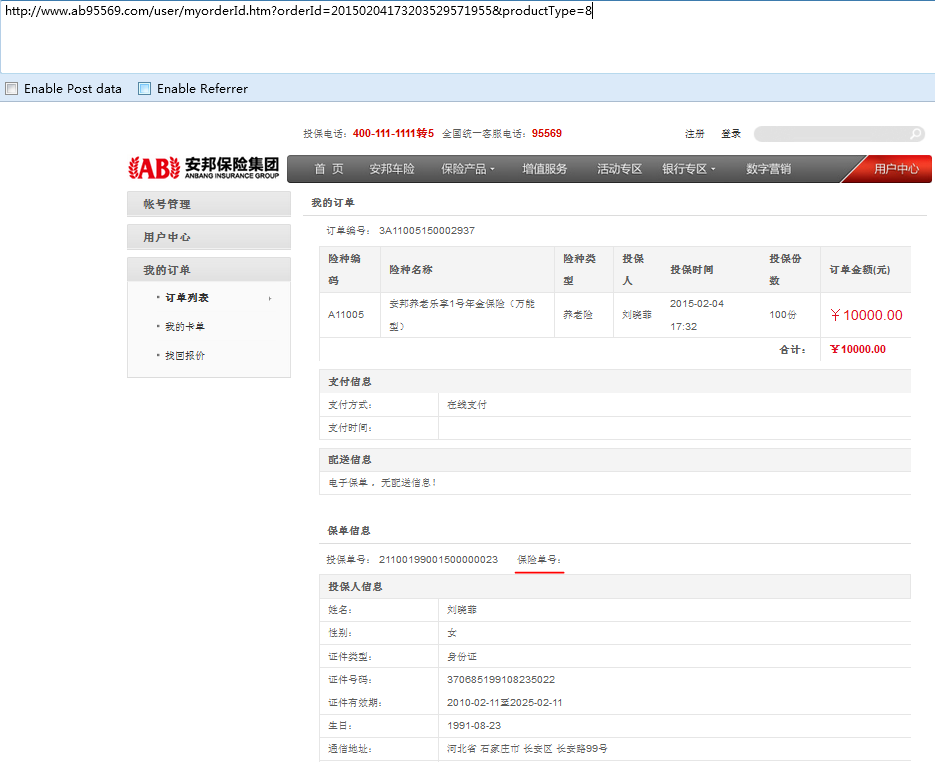 http://www.ab95569.com/user/myorderId.htm?orderId=2015020417320352957195​5&productType=8
Enable Post data Enable Referrer
投保电话：400-111-1111转5 全国统一客服电话：95569 注册 登录
AB 安邦保险集团 ANBANG INSURANCE GROUP
首 页 安邦车险 保险产品 增值服务 活动专区 银行专区 数字营销 用户中心
帐号管理
用户中心
我的订单
订单列表
我的卡单
找回报价
我的订单
订单编号： 3A11005150002937
险种编码 险种名称 险种类型 投保人 投保时间 投保份数 订单金额(元)
A11005 安邦养老乐享1号年金保险（万能型） 养老险 刘晓菲 2015-02-04 17:32 100份 ￥10000.00
合计： ￥10000.00
支付信息
支付方式： 在线支付
支付时间：
配送信息
电子保单，无配送信息！
保单信息
投保单号： 21100199001500000023 保险单号：
投保人信息
姓名： 刘晓菲
性别： 女
证件类型： 身份证
证件号码： 370685199108235022
证件有效期： 2010-02-11至2025-02-11
生日： 1991-08-23
通信地址： 河北省 石家庄市 长安区 长安路99号